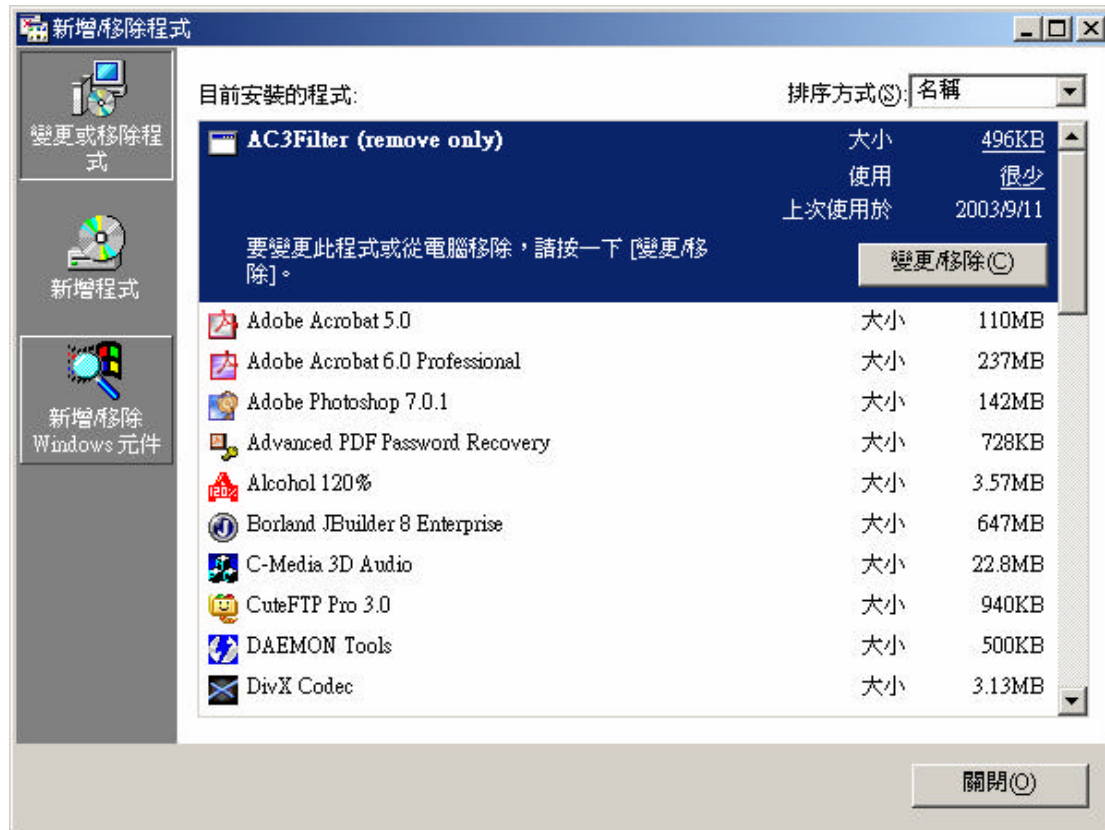 新增/移除程式
變更或移除程
式
新增程式
新增/移除
Windows 元件
目前安裝的程式:
排序方式(S): 名稱
AC3Filter (remove only) 大小 496KB
使用 很少
上次使用於 2003/9/11
要變更此程式或從電腦移除，請按一下 [變更/移
除]。
變更/移除(C)
Adobe Acrobat 5.0 大小 110MB
Adobe Acrobat 6.0 Professional 大小 237MB
Adobe Photoshop 7.0.1 大小 142MB
Advanced PDF Password Recovery 大小 728KB
Alcohol 120% 大小 3.57MB
Borland JBuilder 8 Enterprise 大小 647MB
C-Media 3D Audio 大小 22.8MB
CuteFTP Pro 3.0 大小 940KB
DAEMON Tools 大小 500KB
DivX Codec 大小 3.13MB
關閉(O)